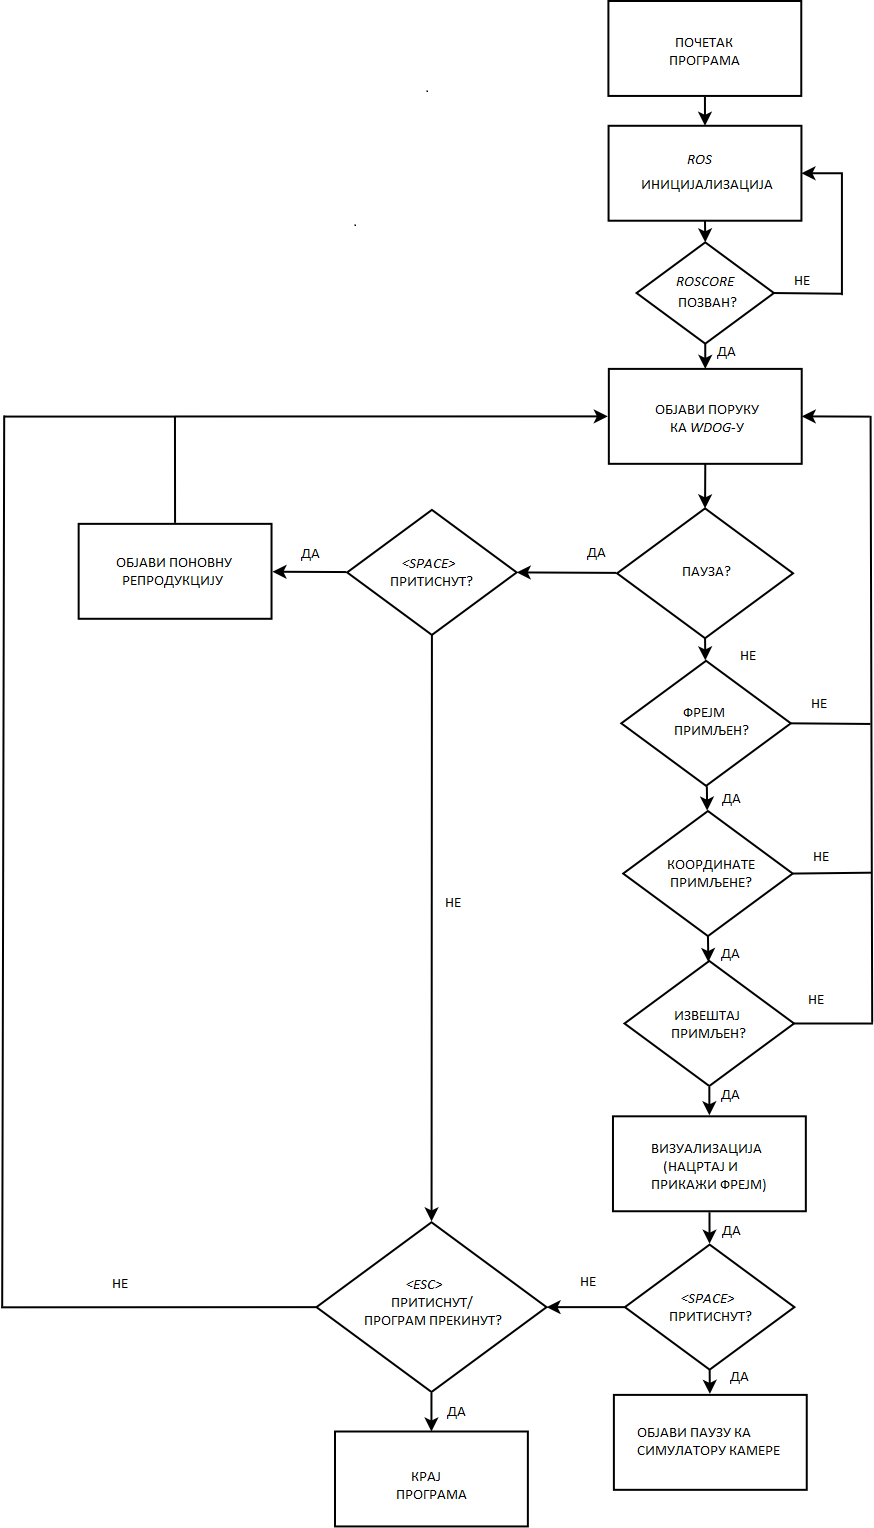 ПОЧЕТАК
ПРОГРАМА
ROS
ИНИЦИЈАЛИЗАЦИЈА
ROSCORE
ПОЗВАН?
НЕ
ДА
ОБЈАВИ ПОРУКУ
КА WDOG-У
ПАУЗА?
ДА
<SPACE>
ПРИТИСНУТ?
ДА
ОБЈАВИ ПОНОВНУ
РЕПРОДУКЦИЈУ
НЕ
ФРЕЈМ
ПРИМЉЕН?
НЕ
ДА
КООРДИНАТЕ
ПРИМЉЕНЕ?
НЕ
НЕ
ДА
ИЗВЕШТАЈ
ПРИМЉЕН?
НЕ
ДА
ВИЗУАЛИЗАЦИЈА
(НАЦРТАЈ И
ПРИКАЖИ ФРЕЈМ)
ДА
<SPACE>
ПРИТИСНУТ?
НЕ
<ESC>
ПРИТИСНУТ/
ПРОГРАМ ПРЕКИНУТ?
НЕ
ДА
ОБЈАВИ ПАУЗУ КА
СИМУЛАТОРУ КАМЕРЕ
ДА
КРАЈ
ПРОГРАМА